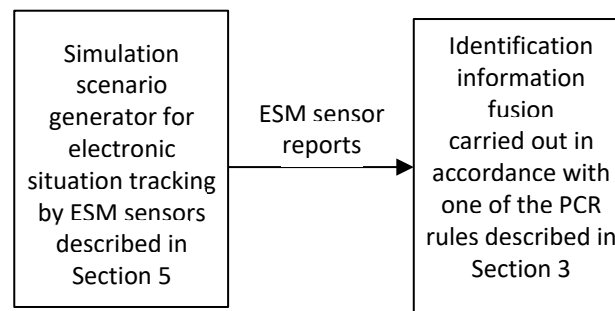 Simulation
scenario
generator for
electronic
situation tracking
by ESM sensors
described in
Section 5
ESM sensor
reports
Identification
information
fusion
carried out in
accordance with
one of the PCR
rules described in
Section 3